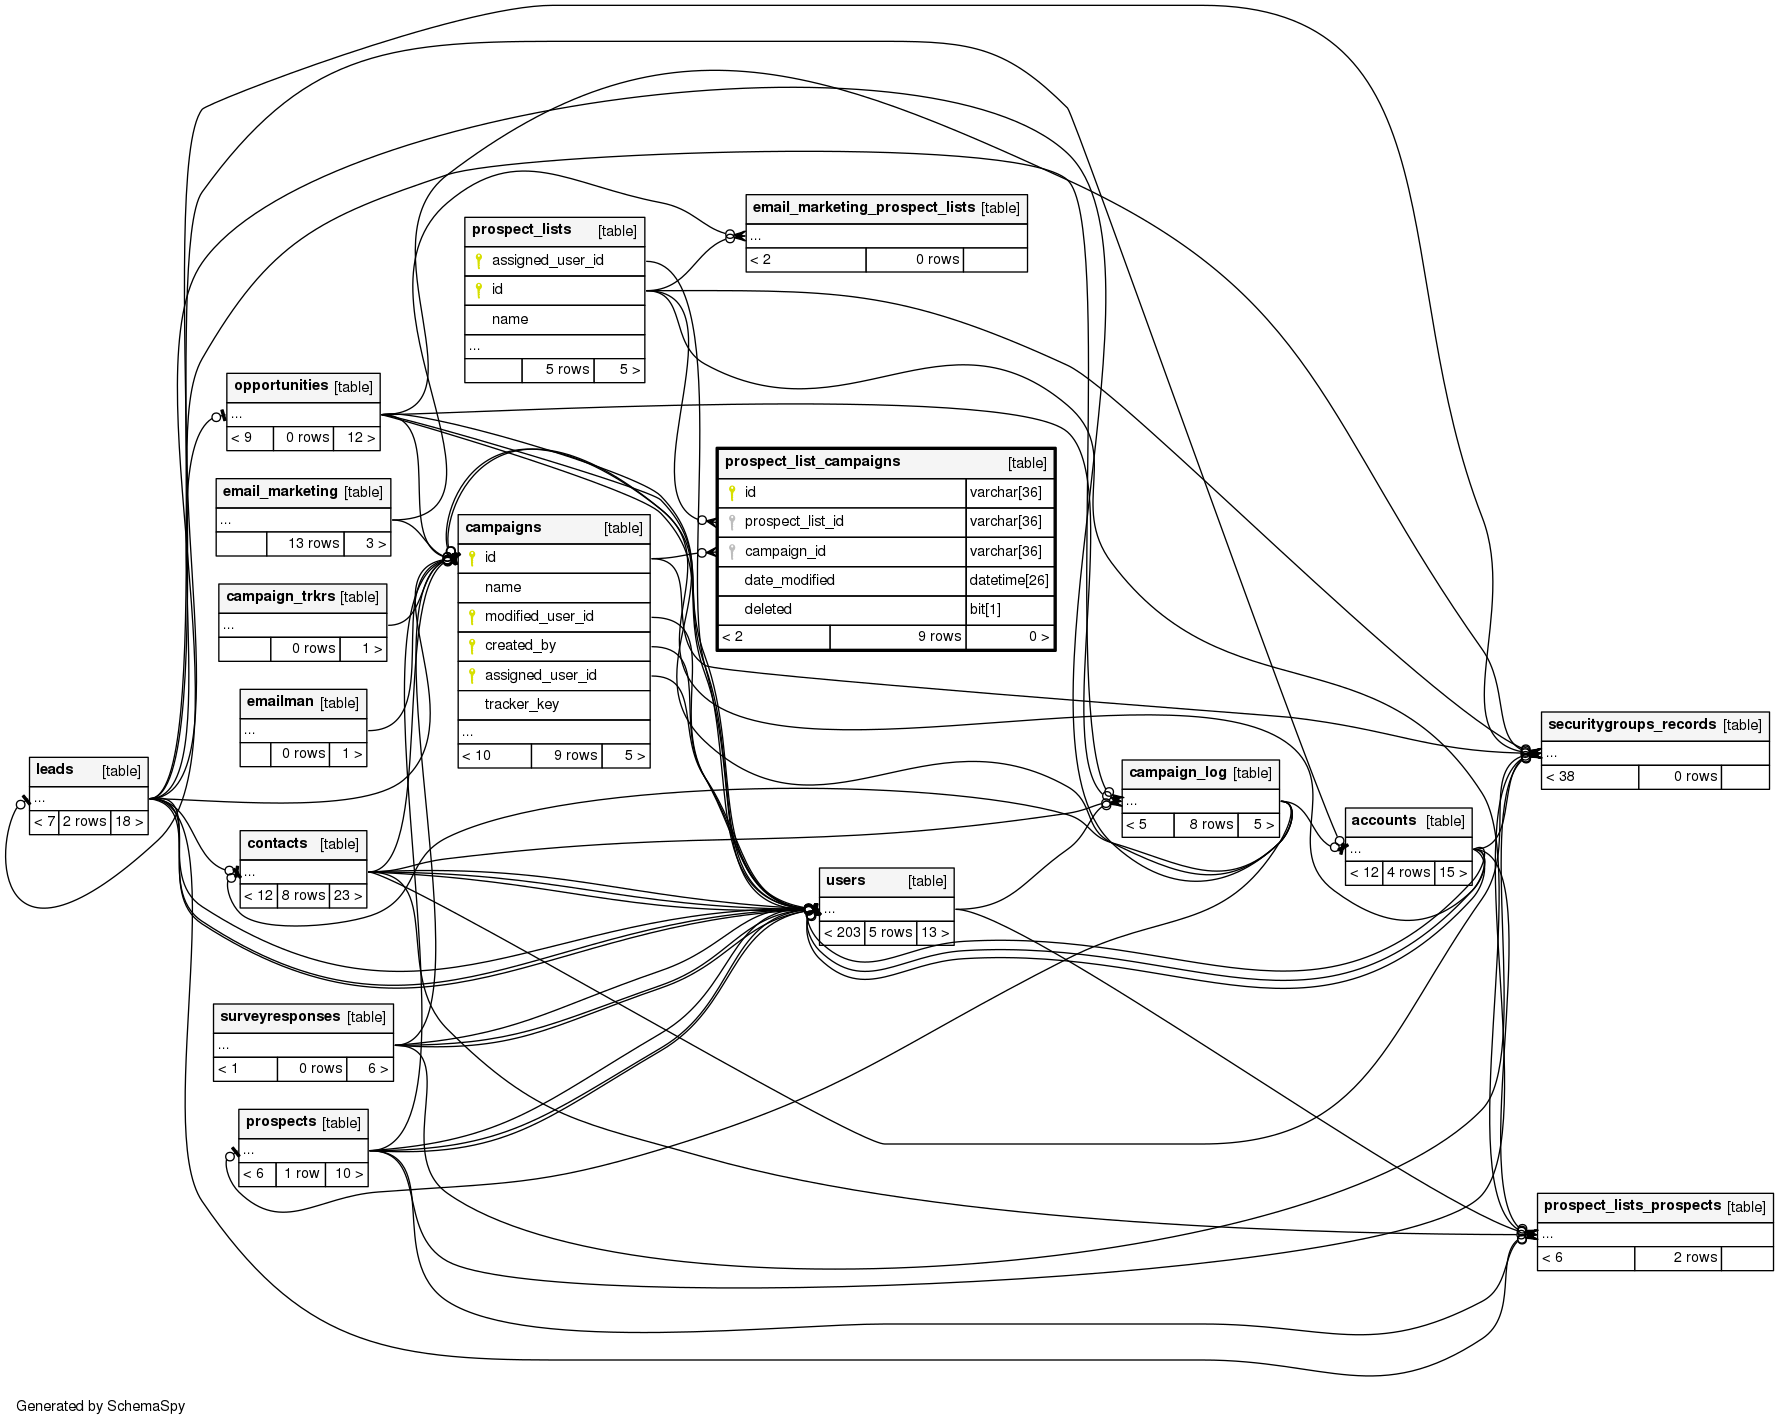 email_marketing_prospect_lists [table]
...
< 2 0 rows
prospect_lists [table]
assigned_user_id
id
name
...
5 rows 5 >
opportunities [table]
...
< 9 0 rows 12 >
prospect_list_campaigns [table]
id varchar[36]
prospect_list_id varchar[36]
campaign_id varchar[36]
date_modified datetime[26]
deleted bit[1]
< 2 9 rows 0 >
email_marketing [table]
...
13 rows 3 >
campaigns [table]
id
name
modified_user_id
created_by
assigned_user_id
tracker_key
...
< 10 9 rows 5 >
campaign_trkrs [table]
...
0 rows 1 >
emailman [table]
...
0 rows 1 >
securitygroups_records [table]
...
< 38 0 rows
leads [table]
...
< 7 2 rows 18 >
campaign_log [table]
...
< 5 8 rows 5 >
accounts [table]
...
< 12 4 rows 15 >
contacts [table]
...
< 12 8 rows 23 >
users [table]
...
< 203 5 rows 13 >
surveyresponses [table]
...
< 1 0 rows 6 >
prospects [table]
...
< 6 1 row 10 >
prospect_lists_prospects [table]
...
< 6 2 rows
Generated by SchemaSpy